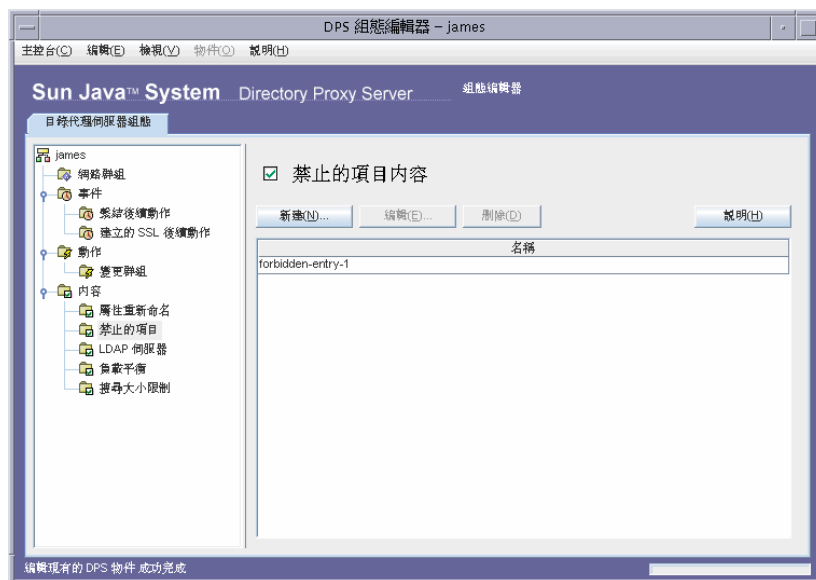 DPS 組態編輯器 – james
主控台(C) 編輯(E) 檢視(V) 物件(O) 說明(H)
Sun Java™ System Directory Proxy Server 組態編輯器
目錄代理伺服器組態
james
網路群組
事件
繫結後續動作
建立的 SSL 後續動作
動作
變更群組
內容
屬性重新命名
禁止的項目
LDAP 伺服器
負載平衡
搜尋大小限制
禁止的項目內容
新建(N)... 編輯(E)... 刪除(D) 說明(H)
名稱
forbidden-entry-1
編輯現有的 DPS 物件 成功完成